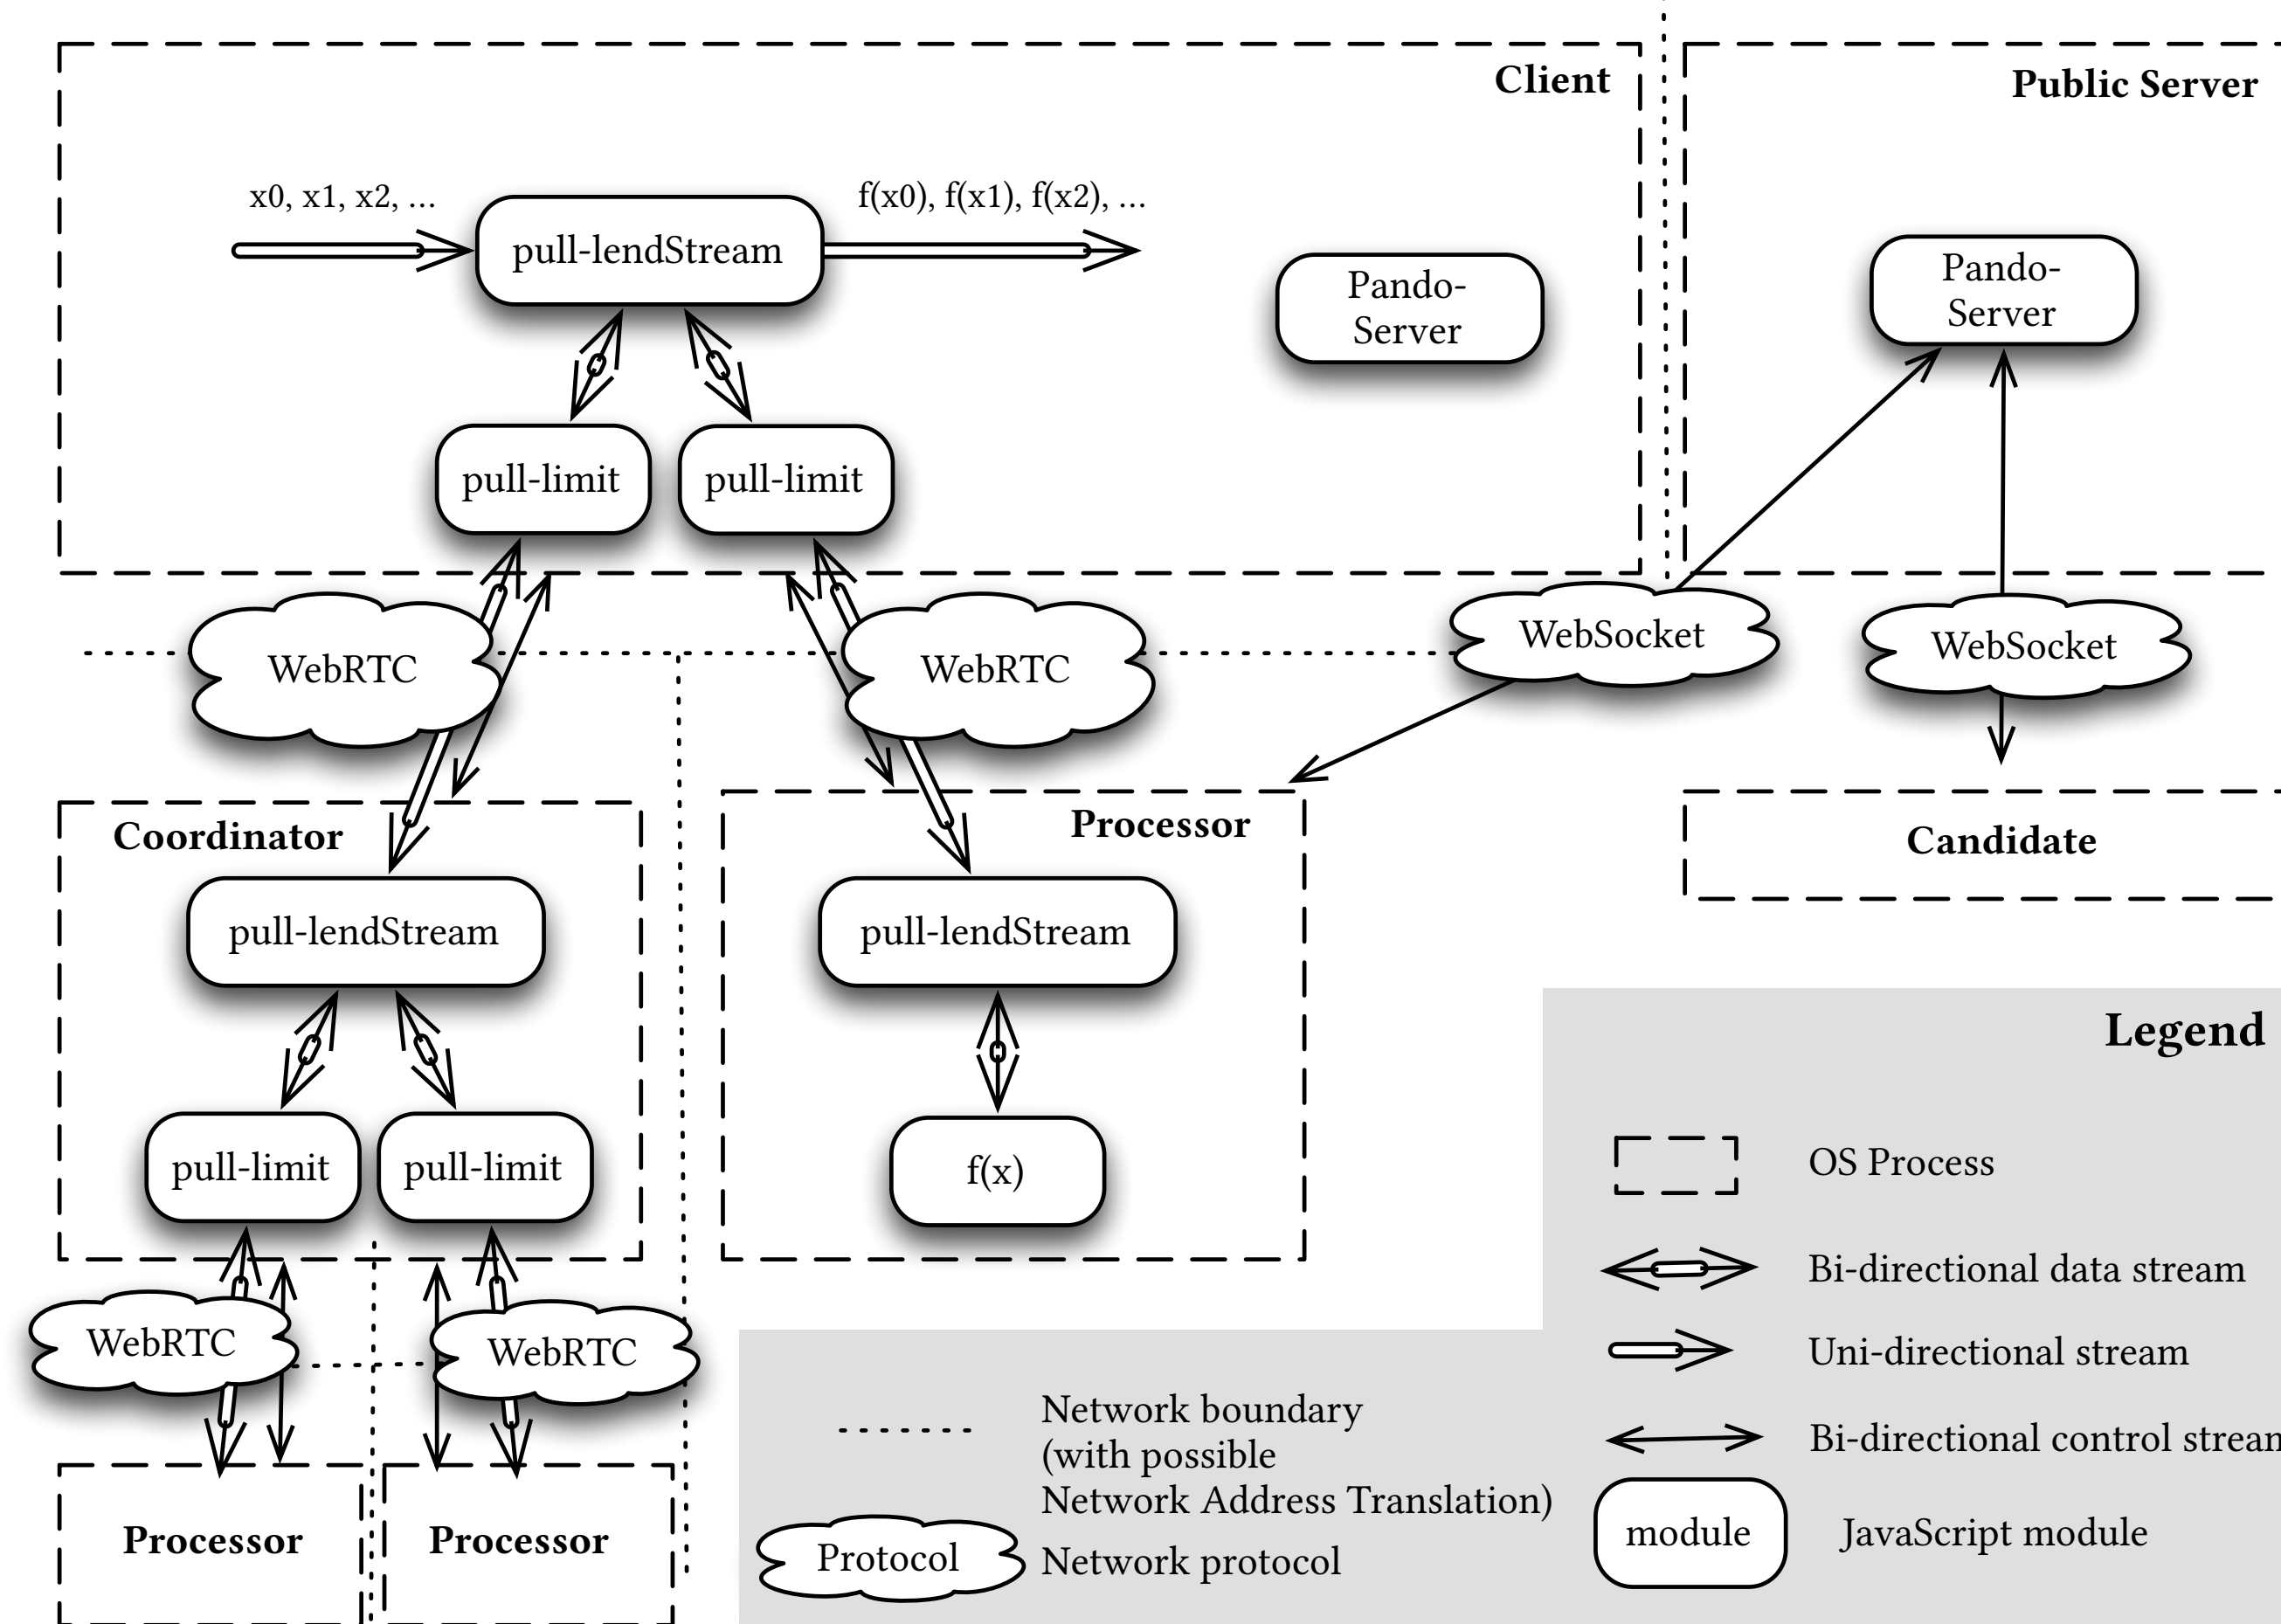 Client
Public Server
x0, x1, x2, ...
f(x0), f(x1), f(x2), ...
pull-lendStream
Pando-
Server
Pando-
Server
pull-limit
pull-limit
WebRTC
WebRTC
WebSocket
WebSocket
Coordinator
Processor
Candidate
pull-lendStream
pull-lendStream
pull-limit
pull-limit
f(x)
WebRTC
WebRTC
Processor
Processor
Legend
OS Process
Bi-directional data stream
Uni-directional stream
Bi-directional control stream
module
JavaScript module
Network boundary
(with possible
Network Address Translation)
Protocol
Network protocol